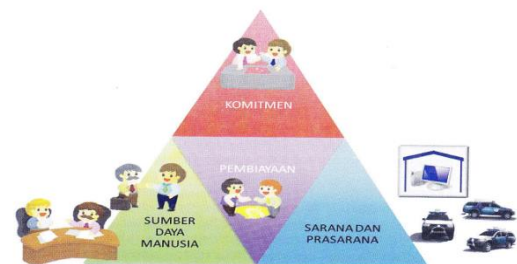 KOMITMEN
PEMBIAYAAN
SUMBER
DAYA
MANUSIA
SARANA DAN
PRASARANA